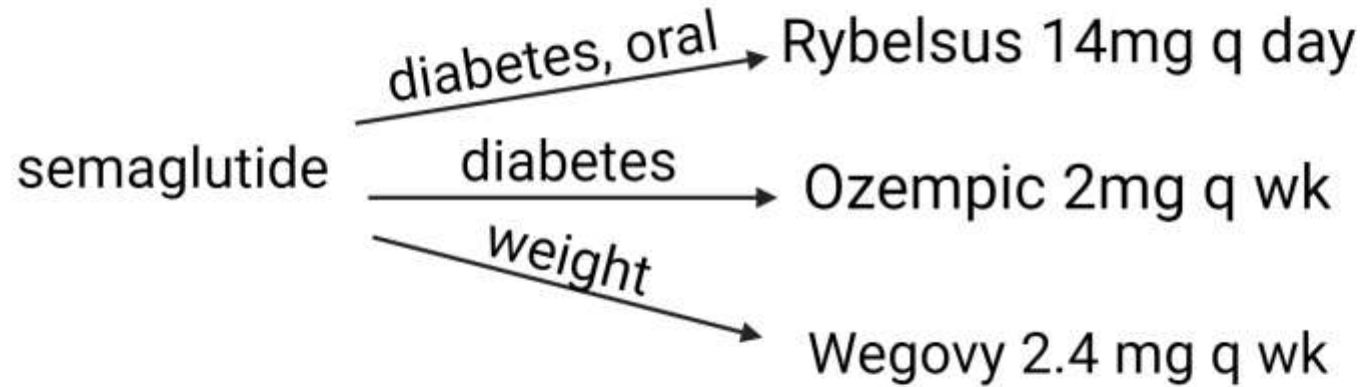 semaglutide
diabetes, oral
Rybelsus 14mg q day
diabetes
Ozempic 2mg q wk
weight
Wegovy 2.4 mg q wk